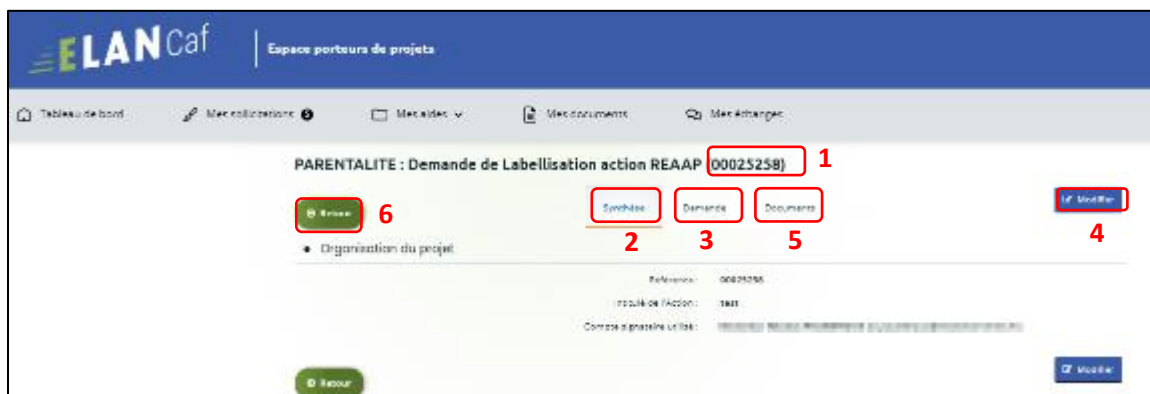 ELAN Caf
Espace porteurs de projets
Tableau de bord
Mes sollicitations
Mes aides
Mes documents
Mes échanges
PARENTALITE : Demande de Labellisation action REAAP (00025258)
1
Retour
6
Synthèse
Demande
Documents
Modifier
2
3
5
4
Organisation du projet
Référence : 00025258
Intitulé de l'Action : test
Compte signataire utilisé :
Retour
Modifier